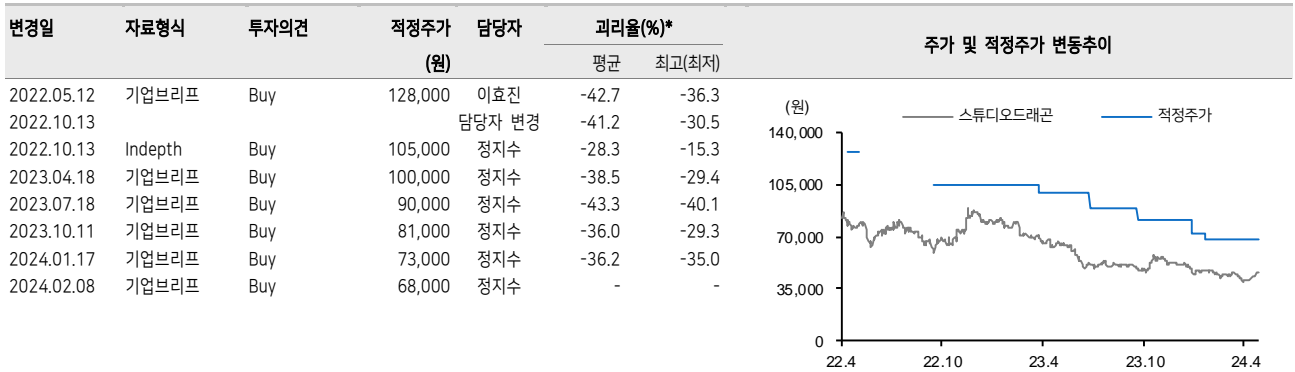 변경일 자료형식 투자의견 적정주가 담당자 괴리율(%)* 주가 및 적정주가 변동추이
(원) 평균 최고(최저)
2022.05.12 기업브리프 Buy 128,000 이효진 -42.7 -36.3
2022.10.13 담당자 변경 -41.2 -30.5
2022.10.13 Indepth Buy 105,000 정지수 -28.3 -15.3
2023.04.18 기업브리프 Buy 100,000 정지수 -38.5 -29.4
2023.07.18 기업브리프 Buy 90,000 정지수 -43.3 -40.1
2023.10.11 기업브리프 Buy 81,000 정지수 -36.0 -29.3
2024.01.17 기업브리프 Buy 73,000 정지수 -36.2 -35.0
2024.02.08 기업브리프 Buy 68,000 정지수 - -
(원) 스튜디오드래곤 적정주가
140,000
105,000
70,000
35,000
0
22.4 22.10 23.4 23.10 24.4